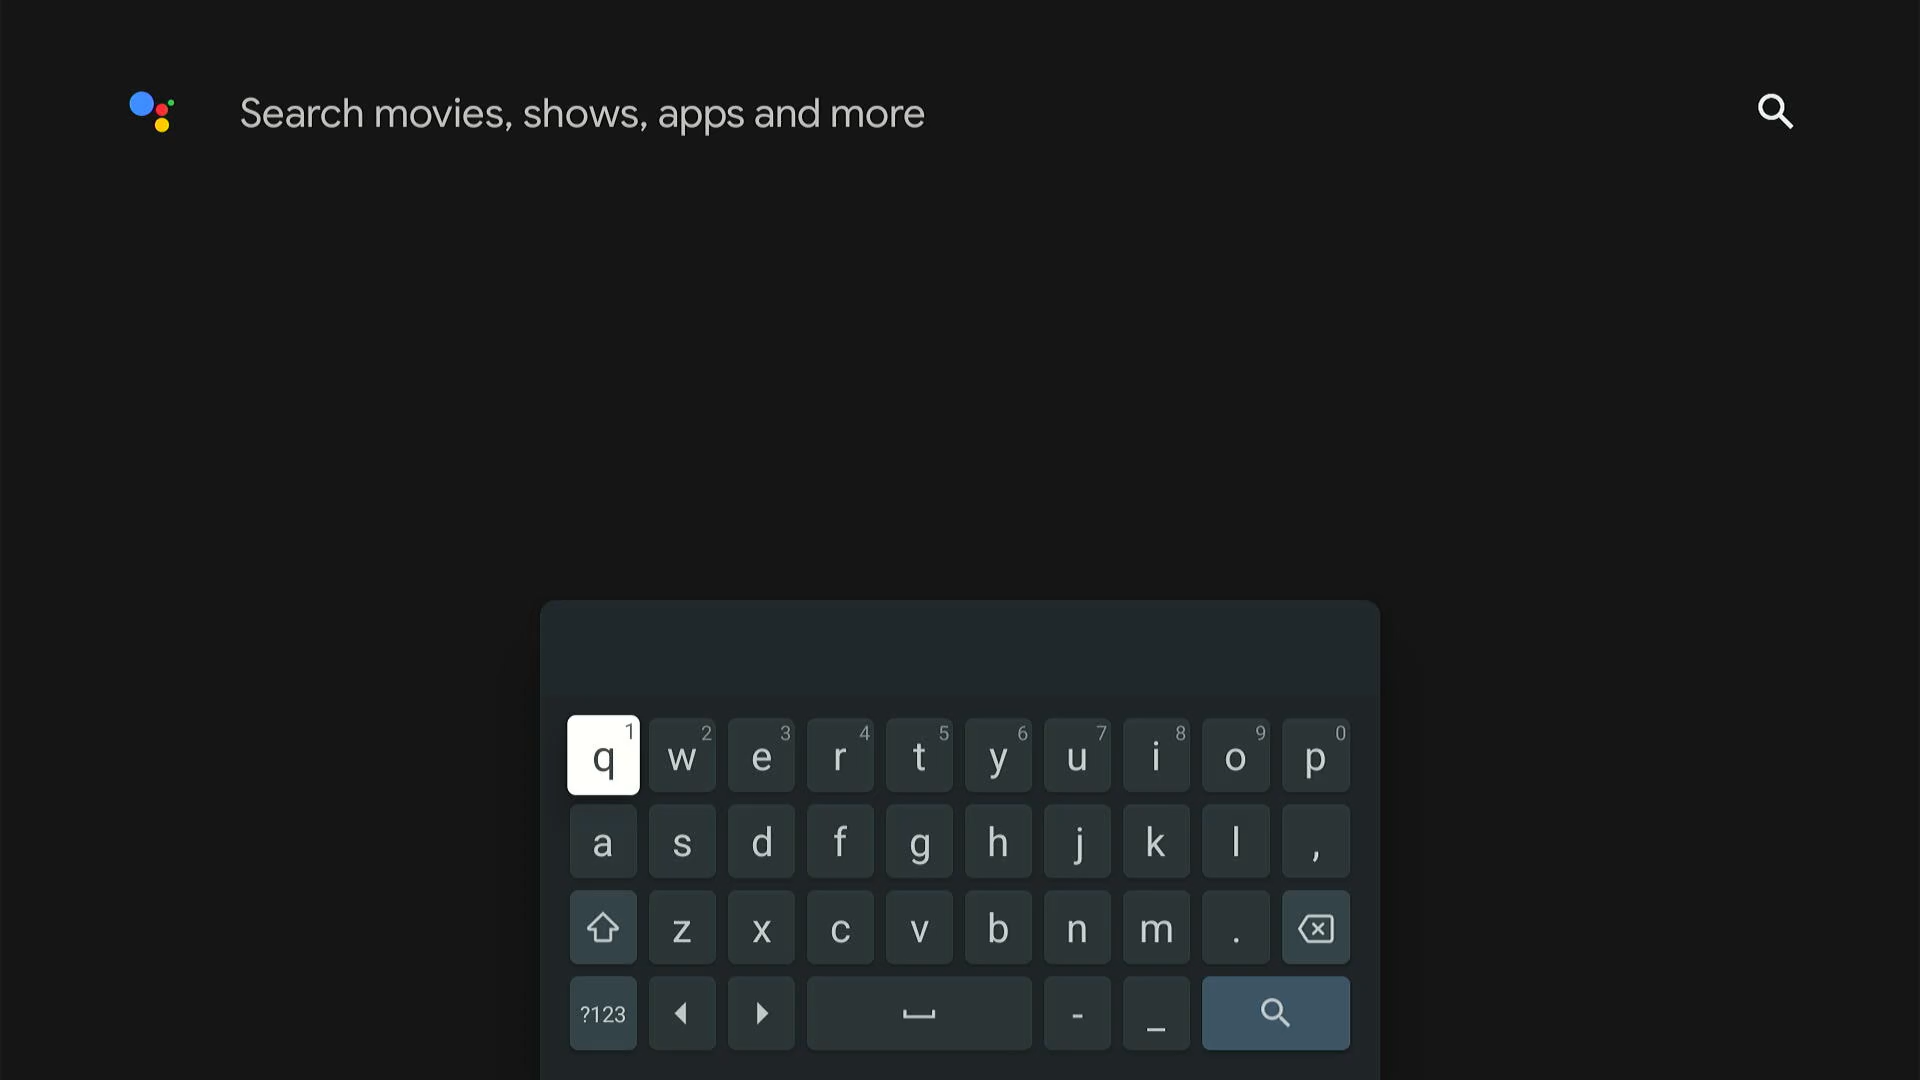 Search movies, shows, apps and more
q 1 w 2 e 3 r 4 t 5 y 6 u 7 i 8 o 9 p 0
a s d f g h j k l ,
z x c v b n m .
?123 - _